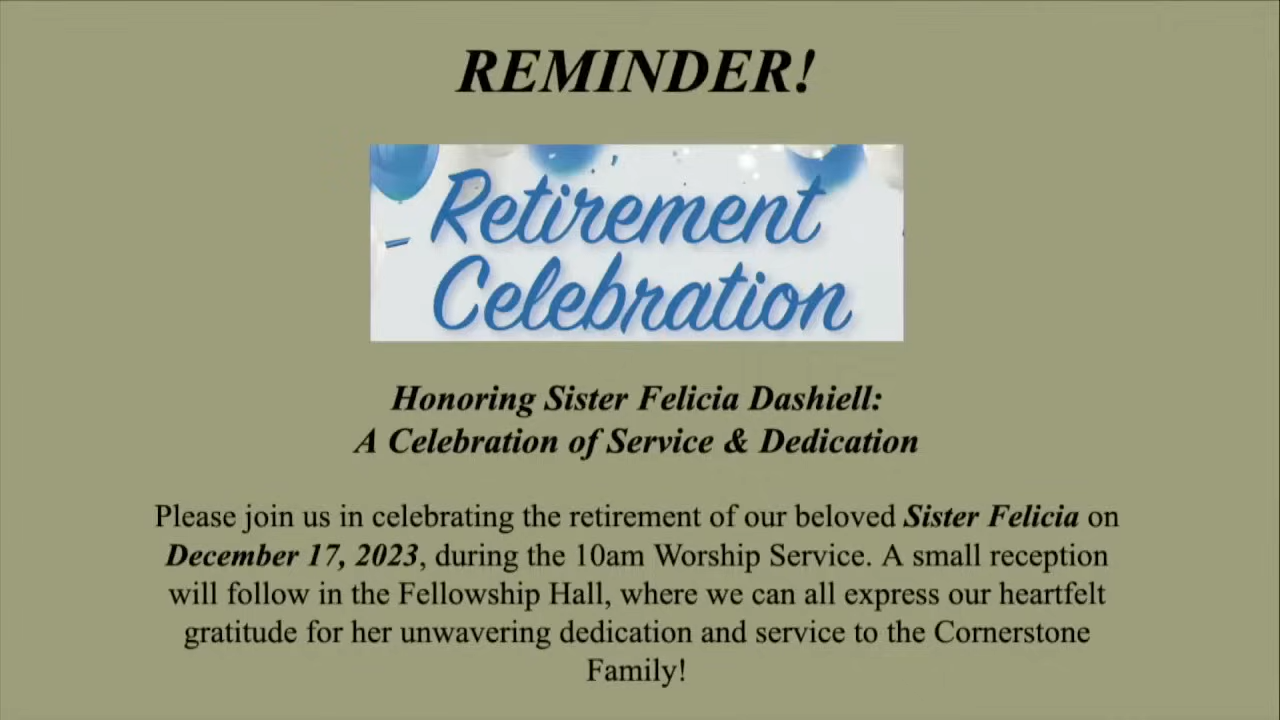 REMINDER!
Retirement
Celebration
Honoring Sister Felicia Dashiell:
A Celebration of Service & Dedication
Please join us in celebrating the retirement of our beloved Sister Felicia on
December 17, 2023, during the 10am Worship Service. A small reception
will follow in the Fellowship Hall, where we can all express our heartfelt
gratitude for her unwavering dedication and service to the Cornerstone
Family!